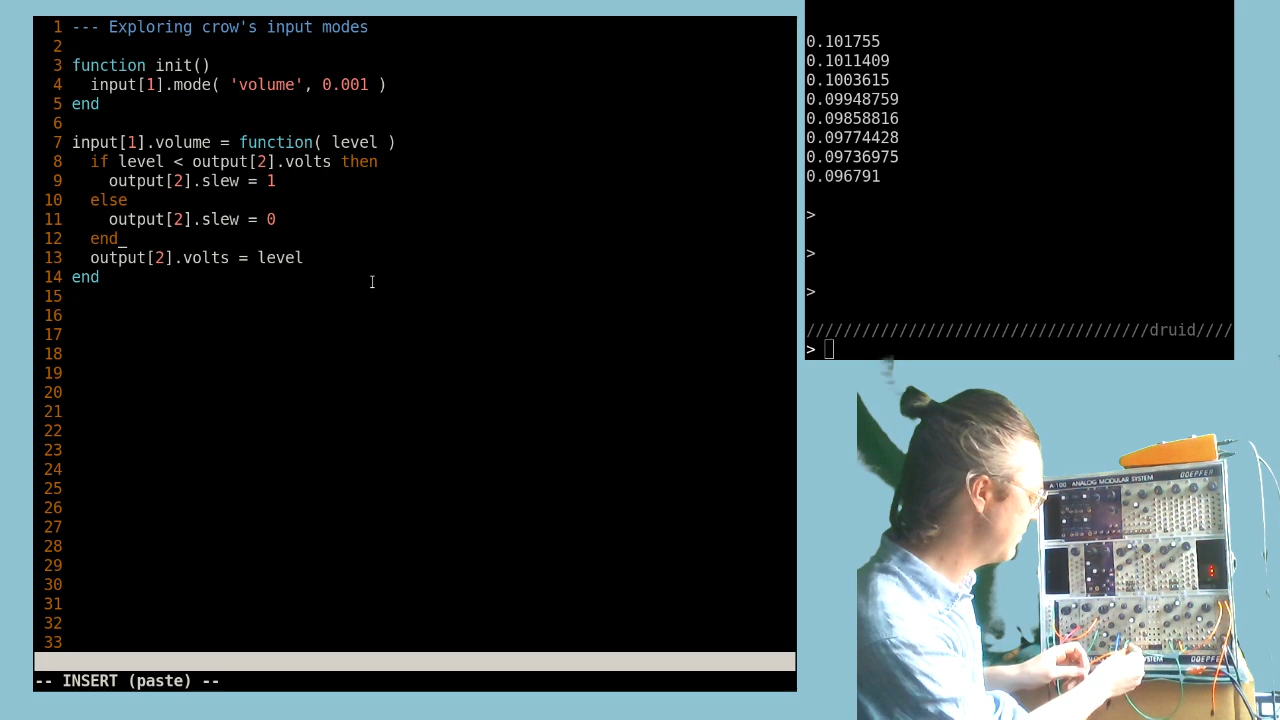 1 --- Exploring crow's input modes
2
3 function init()
4   input[1].mode( 'volume', 0.001 )
5 end
6
7 input[1].volume = function( level )
8   if level < output[2].volts then
9     output[2].slew = 1
10   else
11     output[2].slew = 0
12   end_
13   output[2].volts = level
14 end
15
16
17
18
19
20
21
22
23
24
25
26
27
28
29
30
31
32
33
-- INSERT (paste) --
0.101755
0.1011409
0.1003615
0.09948759
0.09858816
0.09774428
0.09736975
0.096791
>
>
>
/////////////////////////////////////druid////
>
A-100 ANALOG MODULAR SYSTEM DOEPFER
SYSTEM DOEPFER